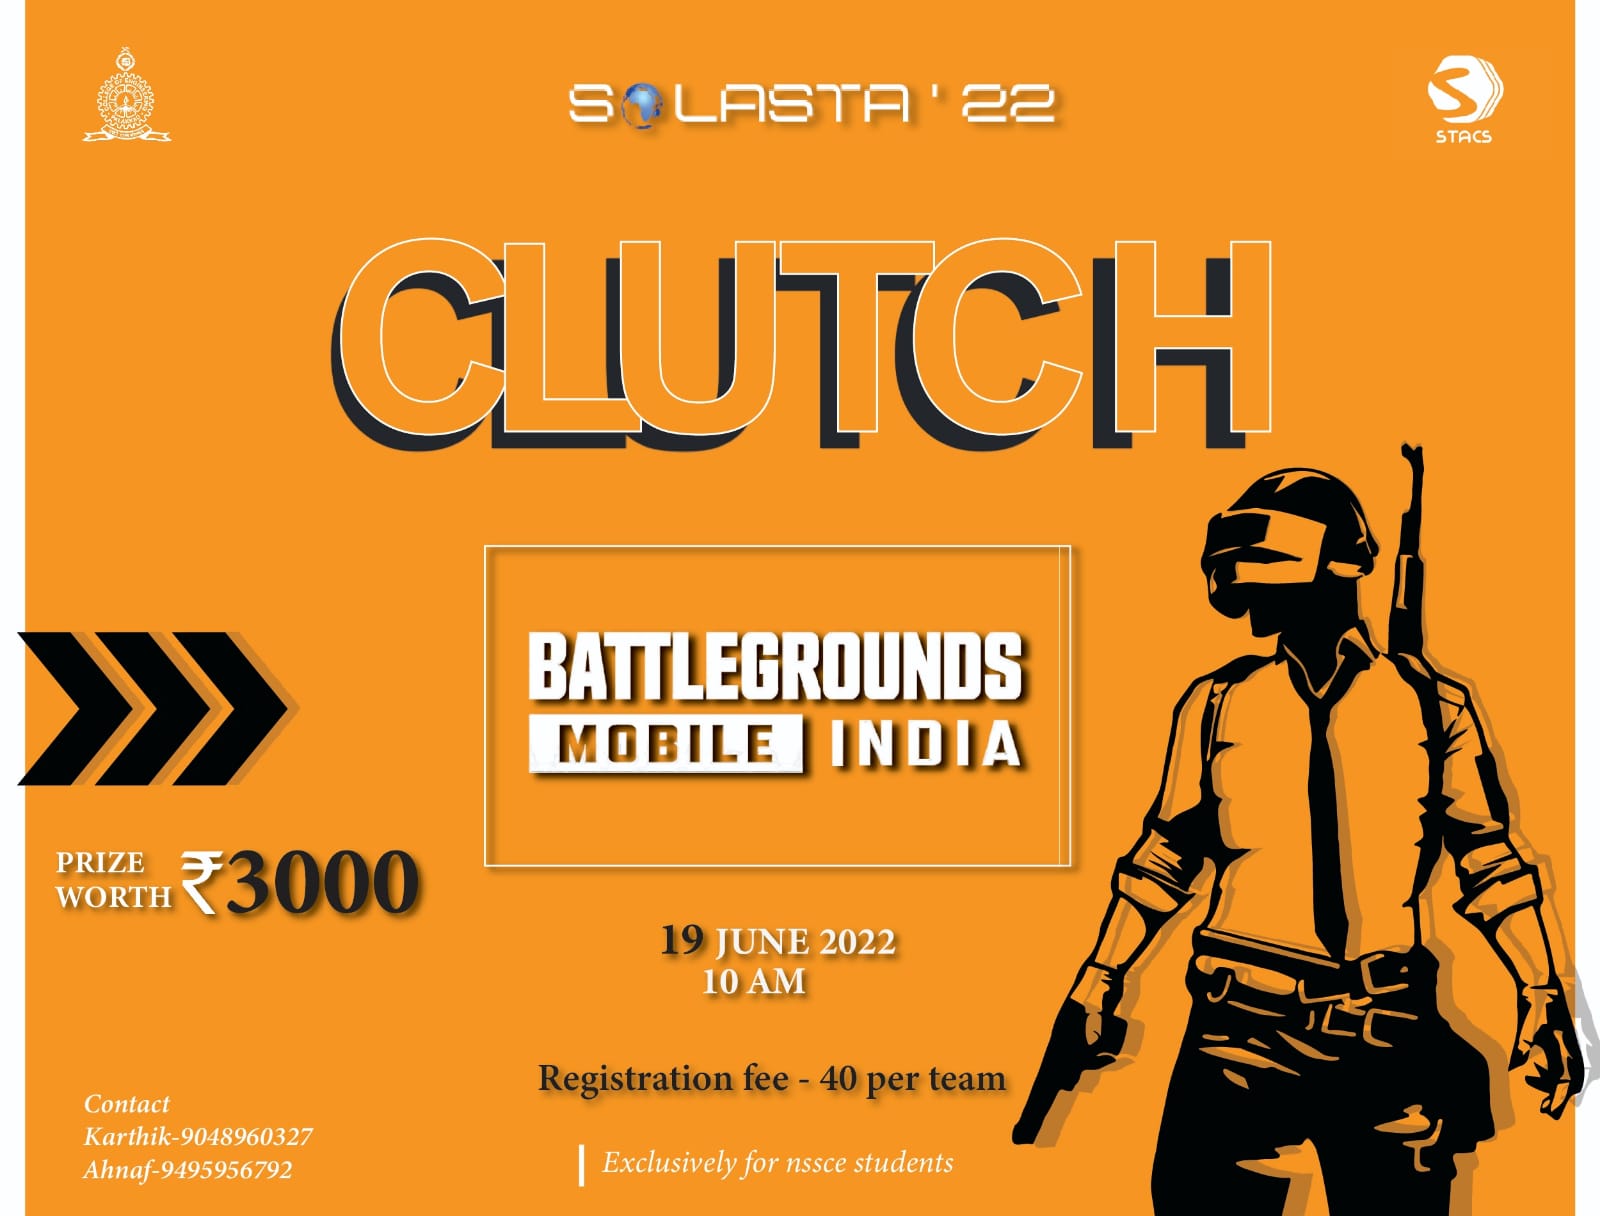 SOLASTA '22
STACS
CLUTCH
BATTLEGROUNDS
MOBILE INDIA
PRIZE
WORTH ₹3000
19 JUNE 2022
10 AM
Registration fee - 40 per team
Exclusively for nssce students
Contact
Karthik-9048960327
Ahnaf-9495956792